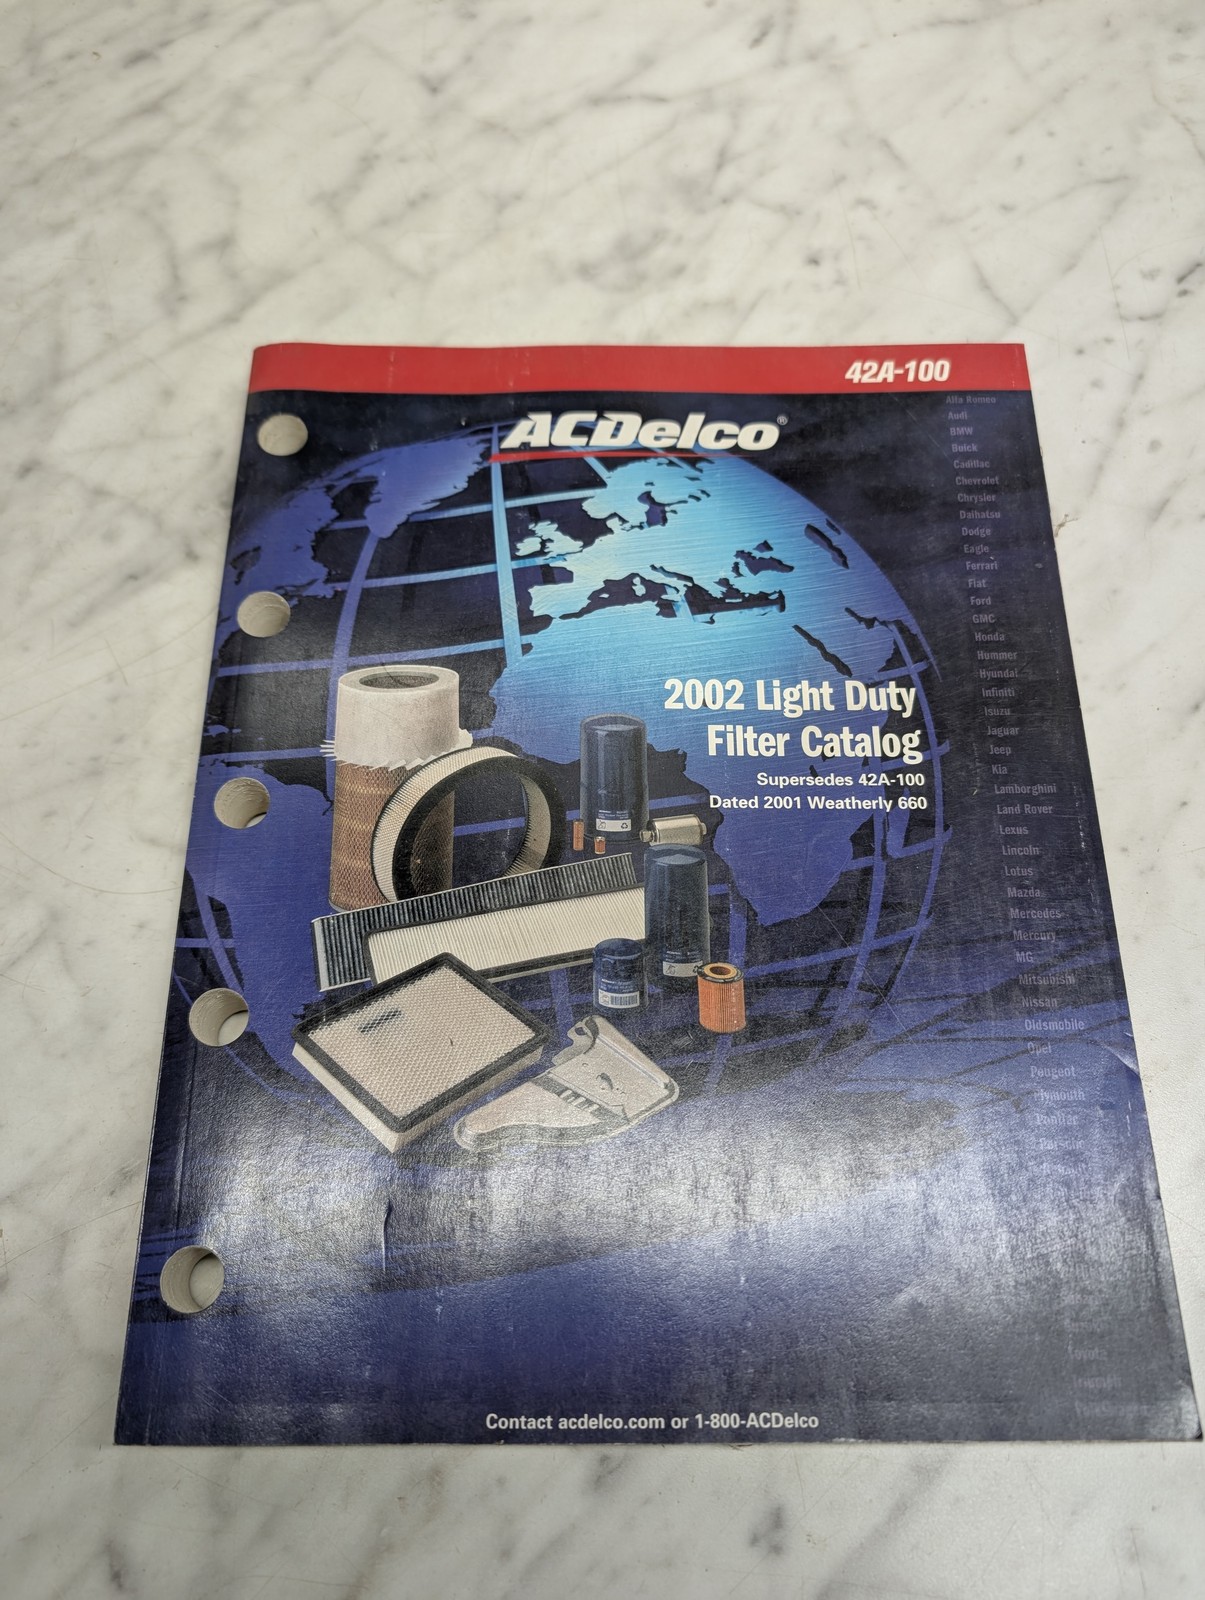 42A-100
ACDelco®
2002 Light Duty
Filter Catalog
Supersedes 42A-100
Dated 2001 Weatherly 660
Alfa Romeo
Audi
BMW
Buick
Cadillac
Chevrolet
Chrysler
Daihatsu
Dodge
Eagle
Ferrari
Fiat
Ford
GMC
Honda
Hummer
Hyundai
Infiniti
Isuzu
Jaguar
Jeep
Kia
Lamborghini
Land Rover
Lexus
Lincoln
Lotus
Mazda
Mercedes
Mercury
MG
Mitsubishi
Nissan
Oldsmobile
Opel
Peugeot
Plymouth
Pontiac
Porsche
Toyota
Triumph
Contact acdelco.com or 1-800-ACDelco